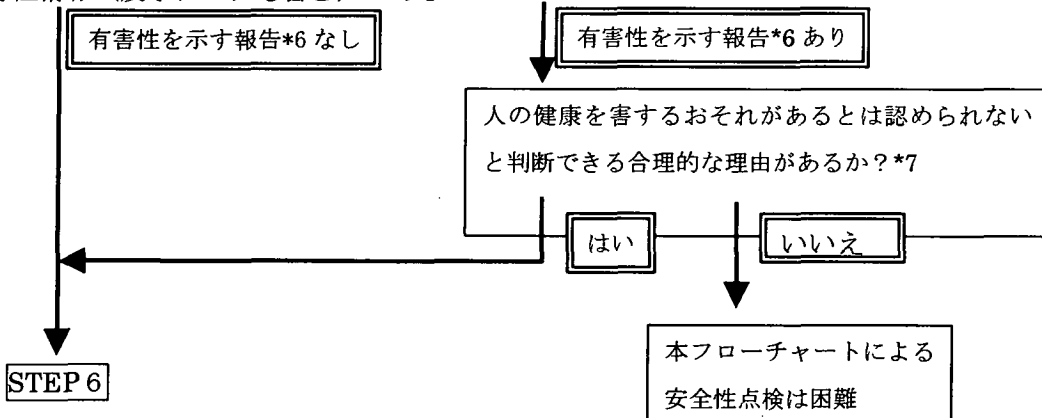 有害性を示す報告*6 なし
有害性を示す報告*6 あり
人の健康を害するおそれがあるとは認められない
と判断できる合理的な理由があるか？*7
はい
いいえ
STEP 6
本フローチャートによる
安全性点検は困難